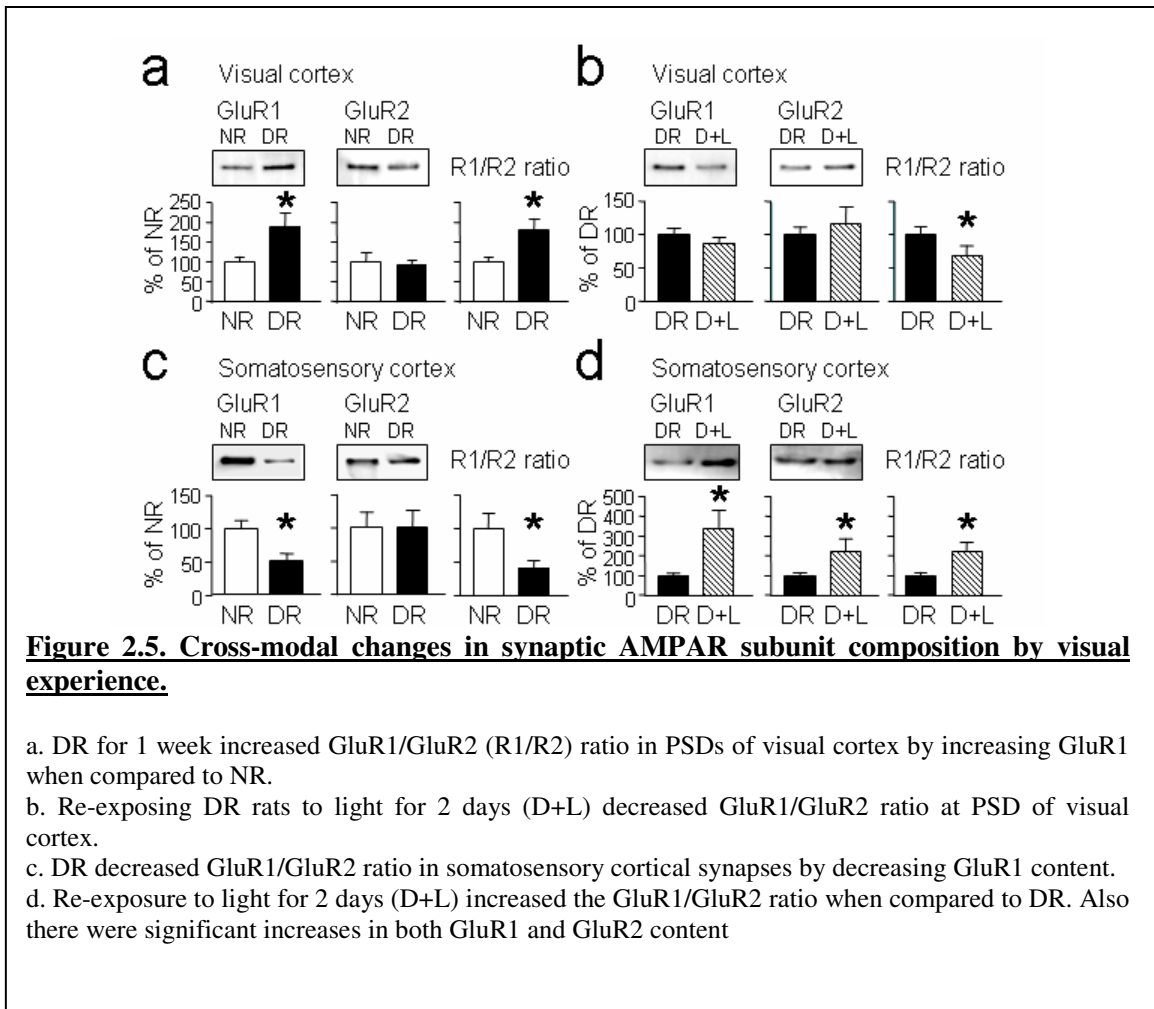 a Visual cortex
GluR1 GluR2
NR DR NR DR
R1/R2 ratio
% of NR
250
200
150
100
50
0
* *
NR DR NR DR NR DR
b Visual cortex
GluR1 GluR2
DR D+L DR D+L
R1/R2 ratio
% of DR
150
100
50
0
*
DR D+L DR D+L DR D+L
c Somatosensory cortex
GluR1 GluR2
NR DR NR DR
R1/R2 ratio
% of NR
150
100
50
0
* *
NR DR NR DR NR DR
d Somatosensory cortex
GluR1 GluR2
DR D+L DR D+L
R1/R2 ratio
% of DR
500
400
300
200
100
0
* * *
DR D+L DR D+L DR D+L
Figure 2.5. Cross-modal changes in synaptic AMPAR subunit composition by visual
experience.
a. DR for 1 week increased GluR1/GluR2 (R1/R2) ratio in PSDs of visual cortex by increasing GluR1
when compared to NR.
b. Re-exposing DR rats to light for 2 days (D+L) decreased GluR1/GluR2 ratio at PSD of visual
cortex.
c. DR decreased GluR1/GluR2 ratio in somatosensory cortical synapses by decreasing GluR1 content.
d. Re-exposure to light for 2 days (D+L) increased the GluR1/GluR2 ratio when compared to DR. Also
there were significant increases in both GluR1 and GluR2 content